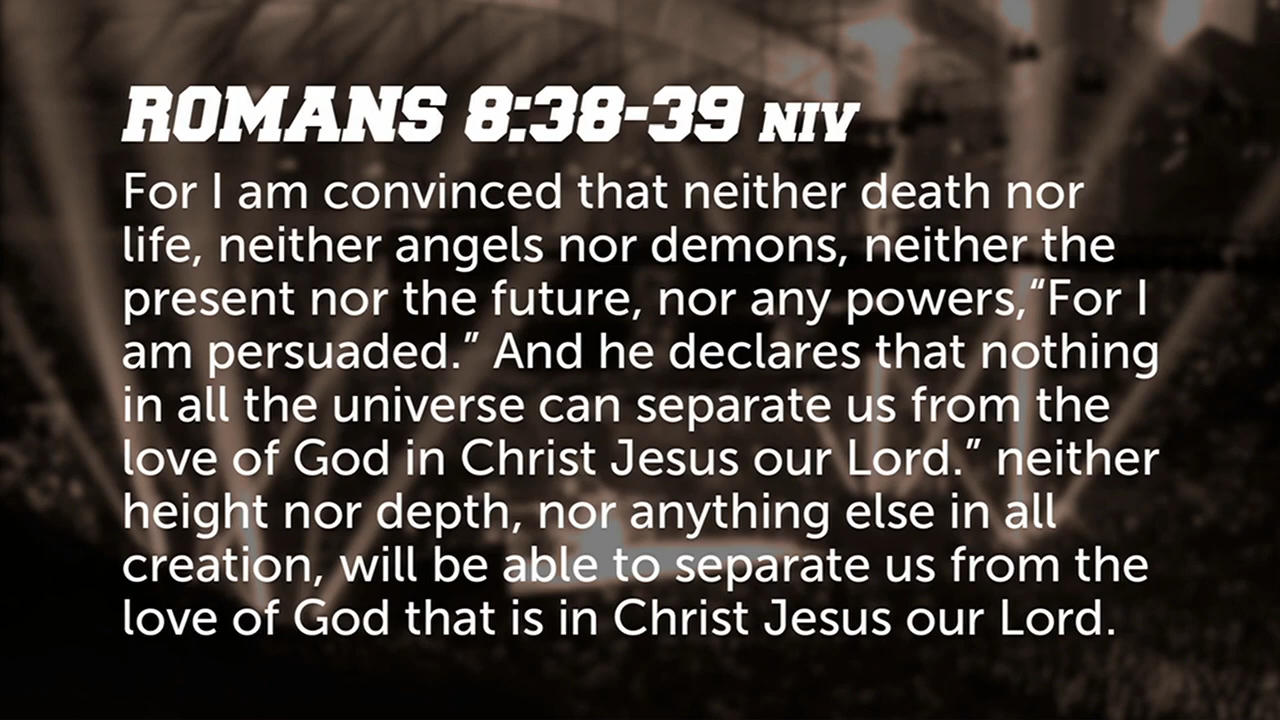 ROMANS 8:38-39 NIV
For I am convinced that neither death nor
life, neither angels nor demons, neither the
present nor the future, nor any powers,“For I
am persuaded.” And he declares that nothing
in all the universe can separate us from the
love of God in Christ Jesus our Lord.” neither
height nor depth, nor anything else in all
creation, will be able to separate us from the
love of God that is in Christ Jesus our Lord.